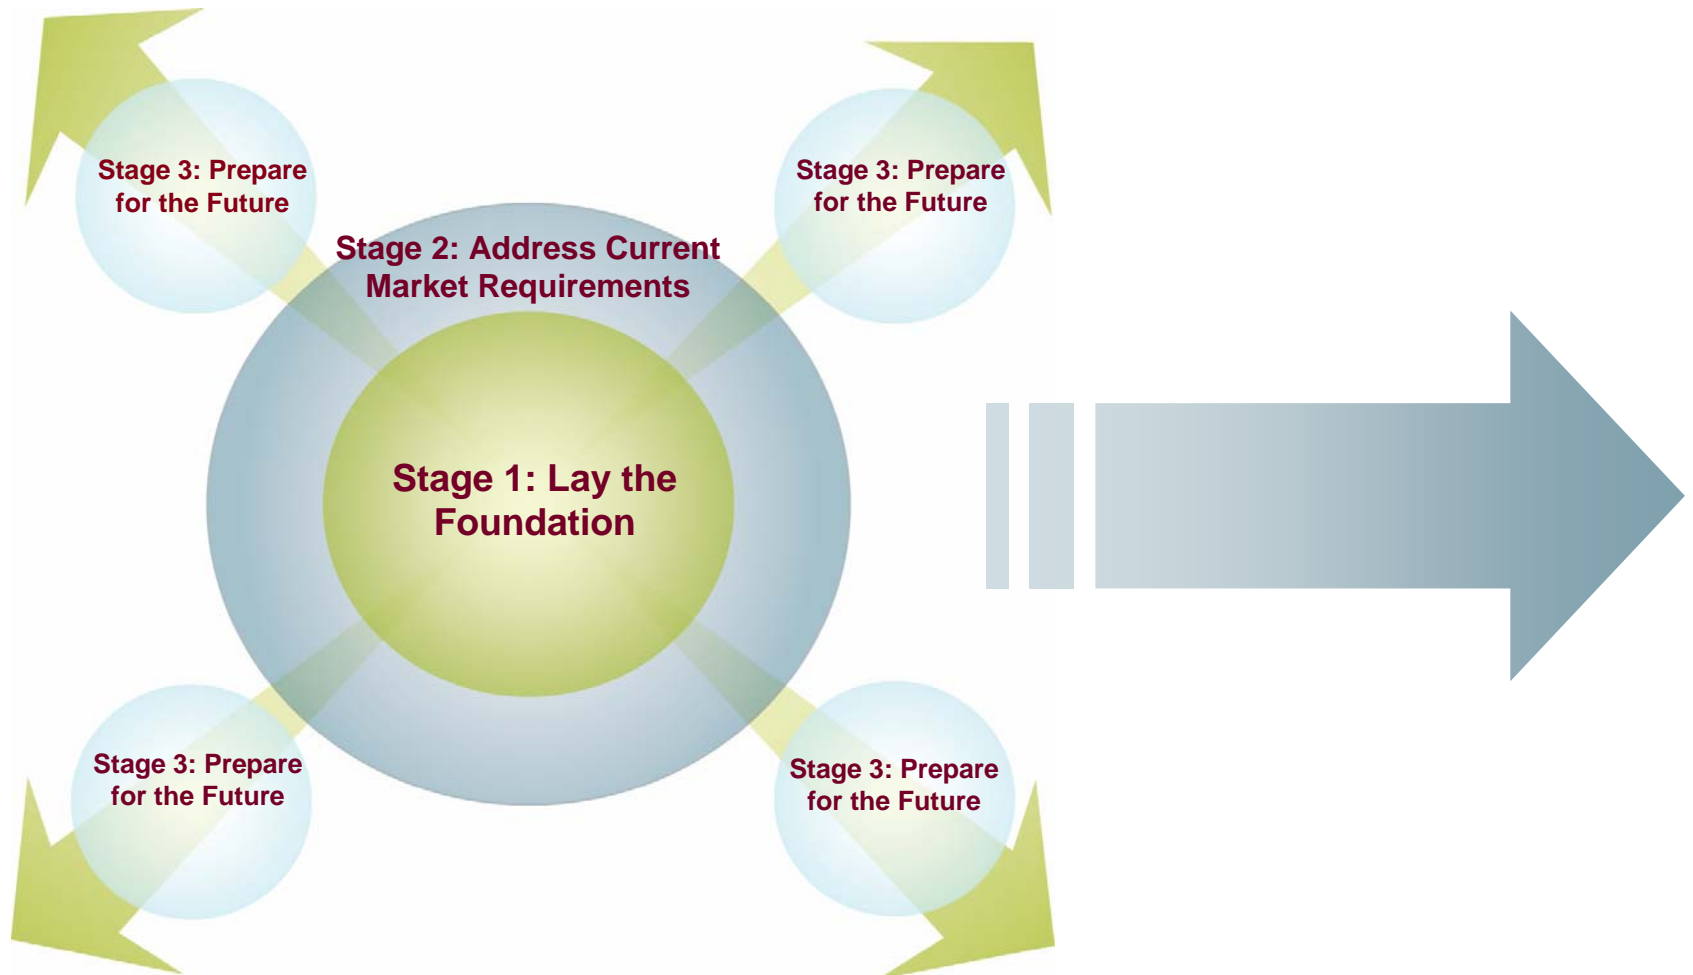 Stage 3: Prepare
for the Future
Stage 3: Prepare
for the Future
Stage 2: Address Current
Market Requirements
Stage 1: Lay the
Foundation
Stage 3: Prepare
for the Future
Stage 3: Prepare
for the Future